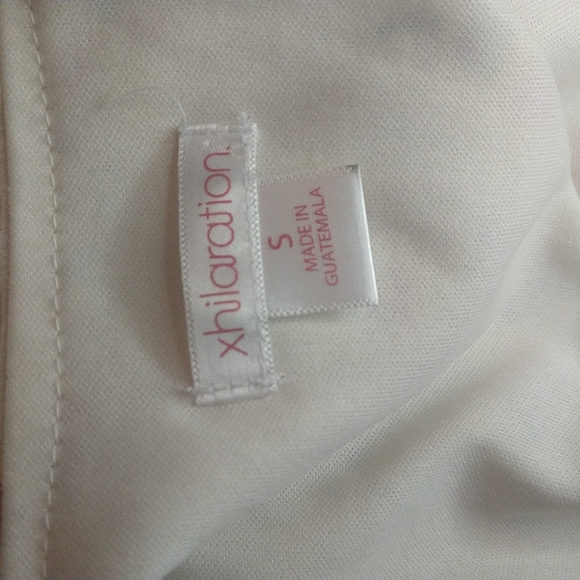 xhilaration.
S
MADE IN
GUATEMALA